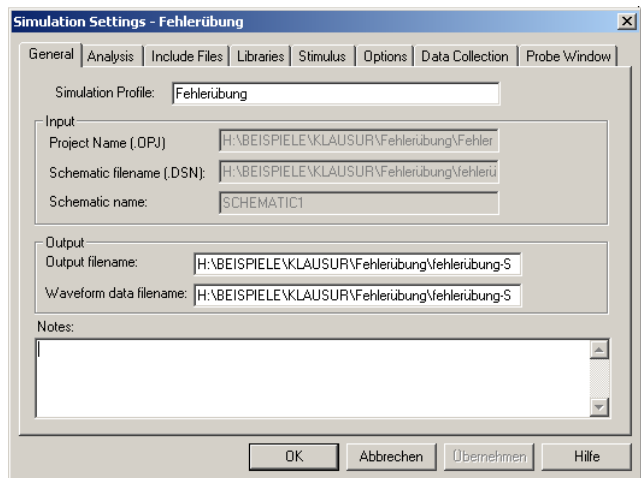 Simulation Settings - Fehlerübung
General Analysis Include Files Libraries Stimulus Options Data Collection Probe Window
Simulation Profile: Fehlerübung
Input
Project Name (.OPJ) H:\BEISPIELE\KLAUSUR\Fehlerübung\Fehler
Schematic filename (.DSN): H:\BEISPIELE\KLAUSUR\Fehlerübung\fehlerü
Schematic name: SCHEMATIC1
Output
Output filename: H:\BEISPIELE\KLAUSUR\Fehlerübung\fehlerübung-S
Waveform data filename: H:\BEISPIELE\KLAUSUR\Fehlerübung\fehlerübung-S
Notes:
OK Abbrechen Übernehmen Hilfe